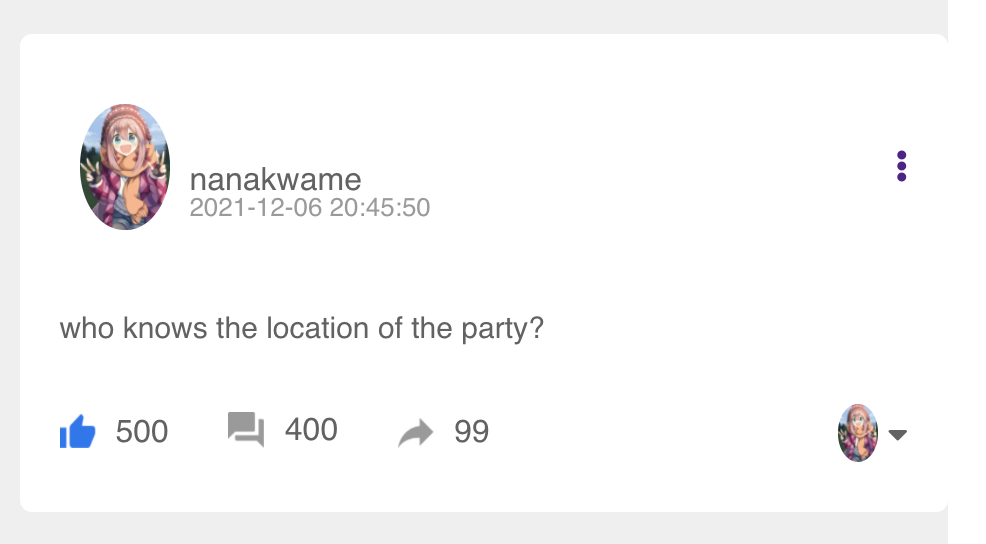 nanakwame
2021-12-06 20:45:50
who knows the location of the party?
500 400 99